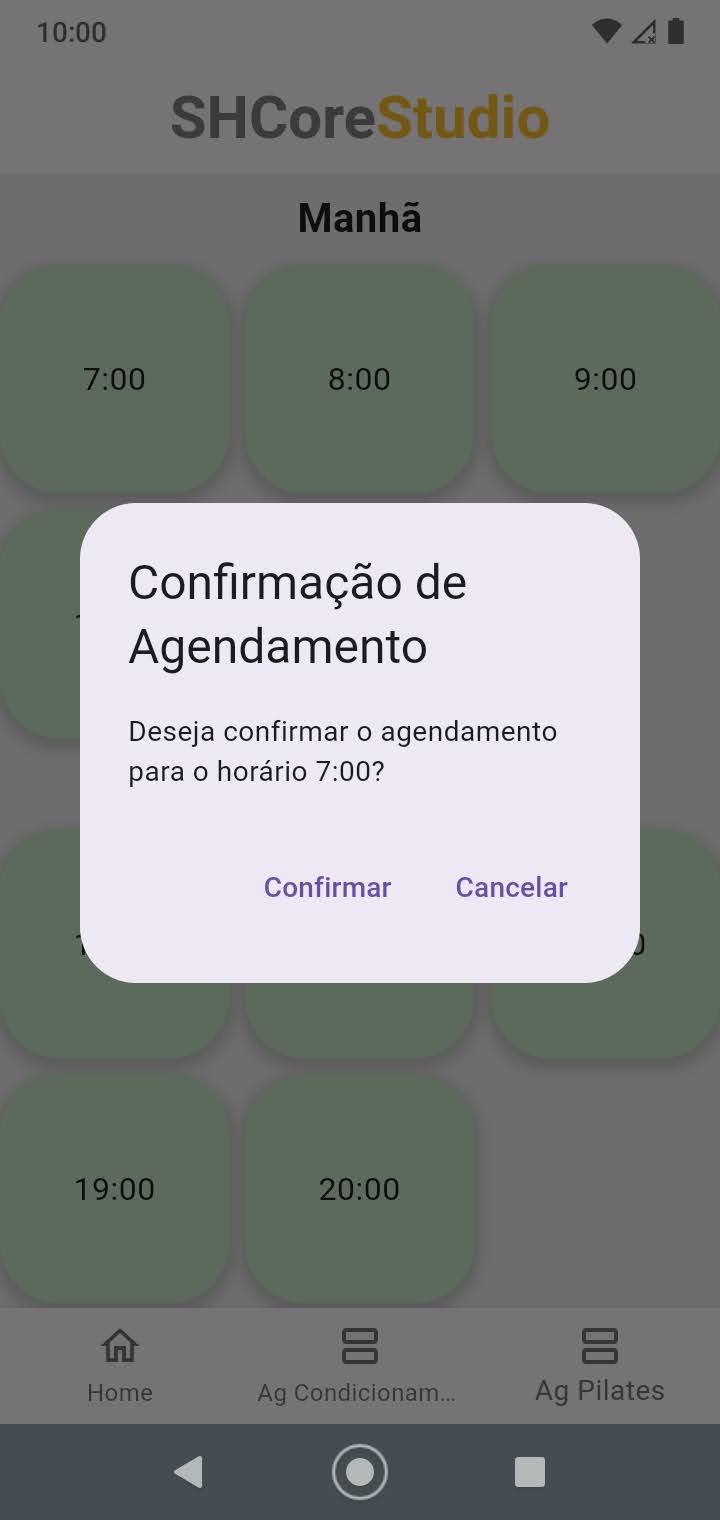 10:00
SHCoreStudio
Manhã
7:00
8:00
9:00
Confirmação de
Agendamento
Deseja confirmar o agendamento
para o horário 7:00?
Confirmar
Cancelar
19:00
20:00
Home
Ag Condicionam...
Ag Pilates